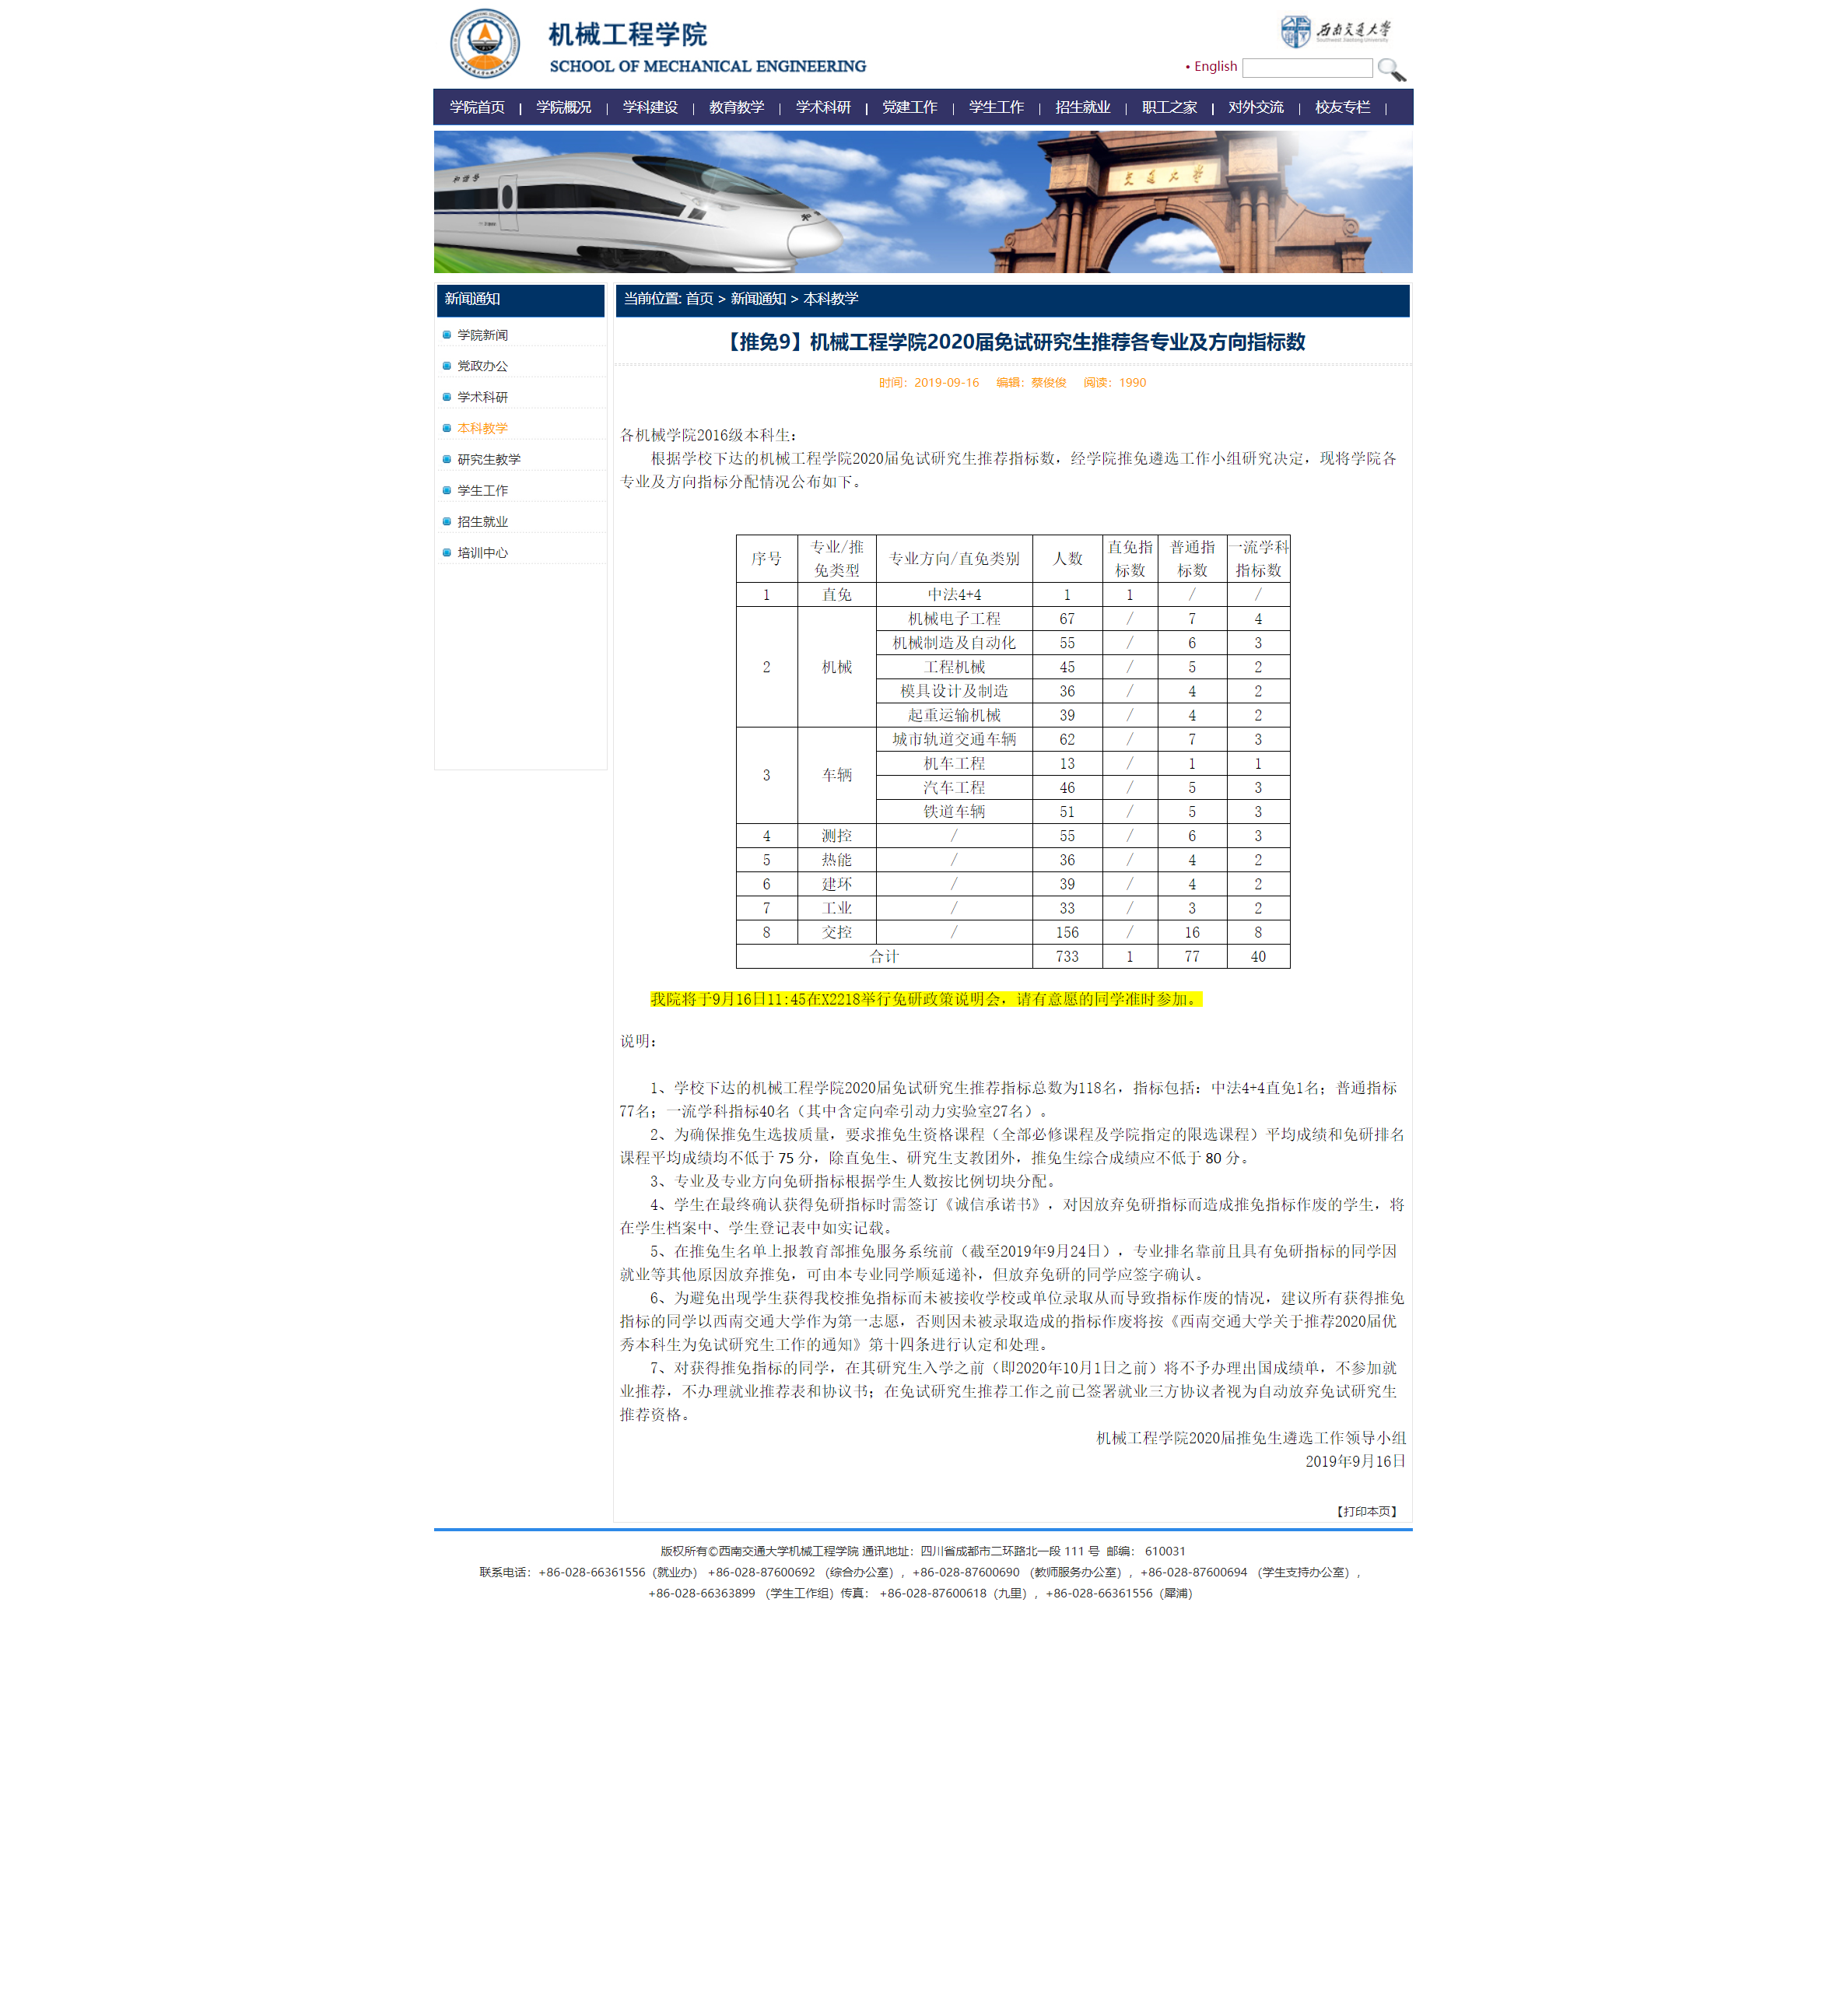 机械工程学院
SCHOOL OF MECHANICAL ENGINEERING
西南交通大学
Southwest Jiaotong University
• English
学院首页 | 学院概况 | 学科建设 | 教育教学 | 学术科研 | 党建工作 | 学生工作 | 招生就业 | 职工之家 | 对外交流 | 校友专栏 |
和谐号
交通大学
新闻通知
学院新闻
党政办公
学术科研
本科教学
研究生教学
学生工作
招生就业
培训中心
当前位置: 首页 > 新闻通知 > 本科教学
【推免9】机械工程学院2020届免试研究生推荐各专业及方向指标数
时间：2019-09-16 编辑：蔡俊俊 阅读：1990
各机械学院2016级本科生：
根据学校下达的机械工程学院2020届免试研究生推荐指标数，经学院推免遴选工作小组研究决定，现将学院各
专业及方向指标分配情况公布如下。
序号 专业/推免类型 专业方向/直免类别 人数 直免指标数 普通指标数 一流学科指标数
1 直免 中法4+4 1 1 / /
2 机械 机械电子工程 67 / 7 4
机械制造及自动化 55 / 6 3
工程机械 45 / 5 2
模具设计及制造 36 / 4 2
起重运输机械 39 / 4 2
3 车辆 城市轨道交通车辆 62 / 7 3
机车工程 13 / 1 1
汽车工程 46 / 5 3
铁道车辆 51 / 5 3
4 测控 / 55 / 6 3
5 热能 / 36 / 4 2
6 建环 / 39 / 4 2
7 工业 / 33 / 3 2
8 交控 / 156 / 16 8
合计 733 1 77 40
我院将于9月16日11:45在X2218举行免研政策说明会，请有意愿的同学准时参加。
说明：
1、学校下达的机械工程学院2020届免试研究生推荐指标总数为118名，指标包括：中法4+4直免1名；普通指标
77名；一流学科指标40名（其中含定向牵引动力实验室27名）。
2、为确保推免生选拔质量，要求推免生资格课程（全部必修课程及学院指定的限选课程）平均成绩和免研排名
课程平均成绩均不低于 75 分，除直免生、研究生支教团外，推免生综合成绩应不低于 80 分。
3、专业及专业方向免研指标根据学生人数按比例切块分配。
4、学生在最终确认获得免研指标时需签订《诚信承诺书》，对因放弃免研指标而造成推免指标作废的学生，将
在学生档案中、学生登记表中如实记载。
5、在推免生名单上报教育部推免服务系统前（截至2019年9月24日），专业排名靠前且具有免研指标的同学因
就业等其他原因放弃推免，可由本专业同学顺延递补，但放弃免研的同学应签字确认。
6、为避免出现学生获得我校推免指标而未被接收学校或单位录取从而导致指标作废的情况，建议所有获得推免
指标的同学以西南交通大学作为第一志愿，否则因未被录取造成的指标作废将按《西南交通大学关于推荐2020届优
秀本科生为免试研究生工作的通知》第十四条进行认定和处理。
7、对获得推免指标的同学，在其研究生入学之前（即2020年10月1日之前）将不予办理出国成绩单，不参加就
业推荐，不办理就业推荐表和协议书；在免试研究生推荐工作之前已签署就业三方协议者视为自动放弃免试研究生
推荐资格。
机械工程学院2020届推免生遴选工作领导小组
2019年9月16日
【打印本页】
版权所有©西南交通大学机械工程学院 通讯地址：四川省成都市二环路北一段 111 号 邮编： 610031
联系电话：+86-028-66361556（就业办） +86-028-87600692 （综合办公室），+86-028-87600690 （教师服务办公室），+86-028-87600694 （学生支持办公室），
+86-028-66363899 （学生工作组）传真： +86-028-87600618（九里），+86-028-66361556（犀浦）